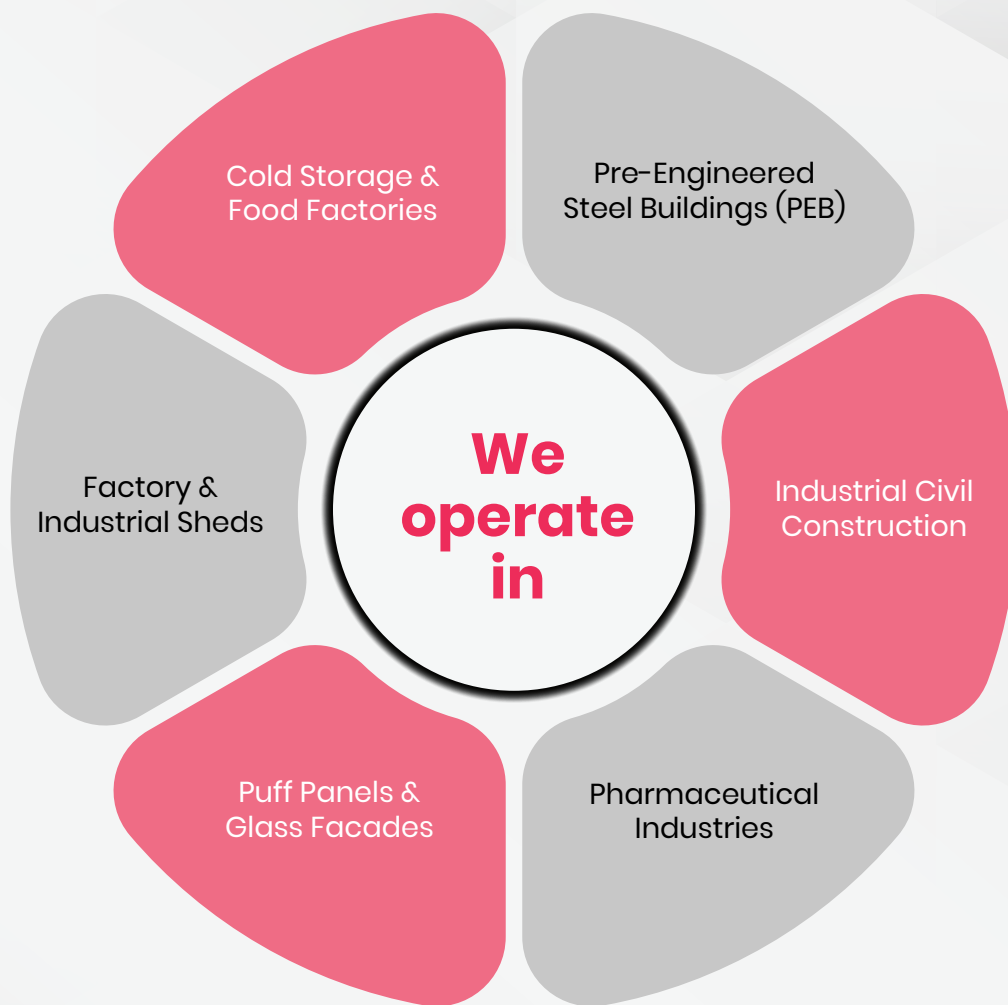 Cold Storage &
Food Factories
Pre-Engineered
Steel Buildings (PEB)
Factory &
Industrial Sheds
We
operate
in
Industrial Civil
Construction
Puff Panels &
Glass Facades
Pharmaceutical
Industries